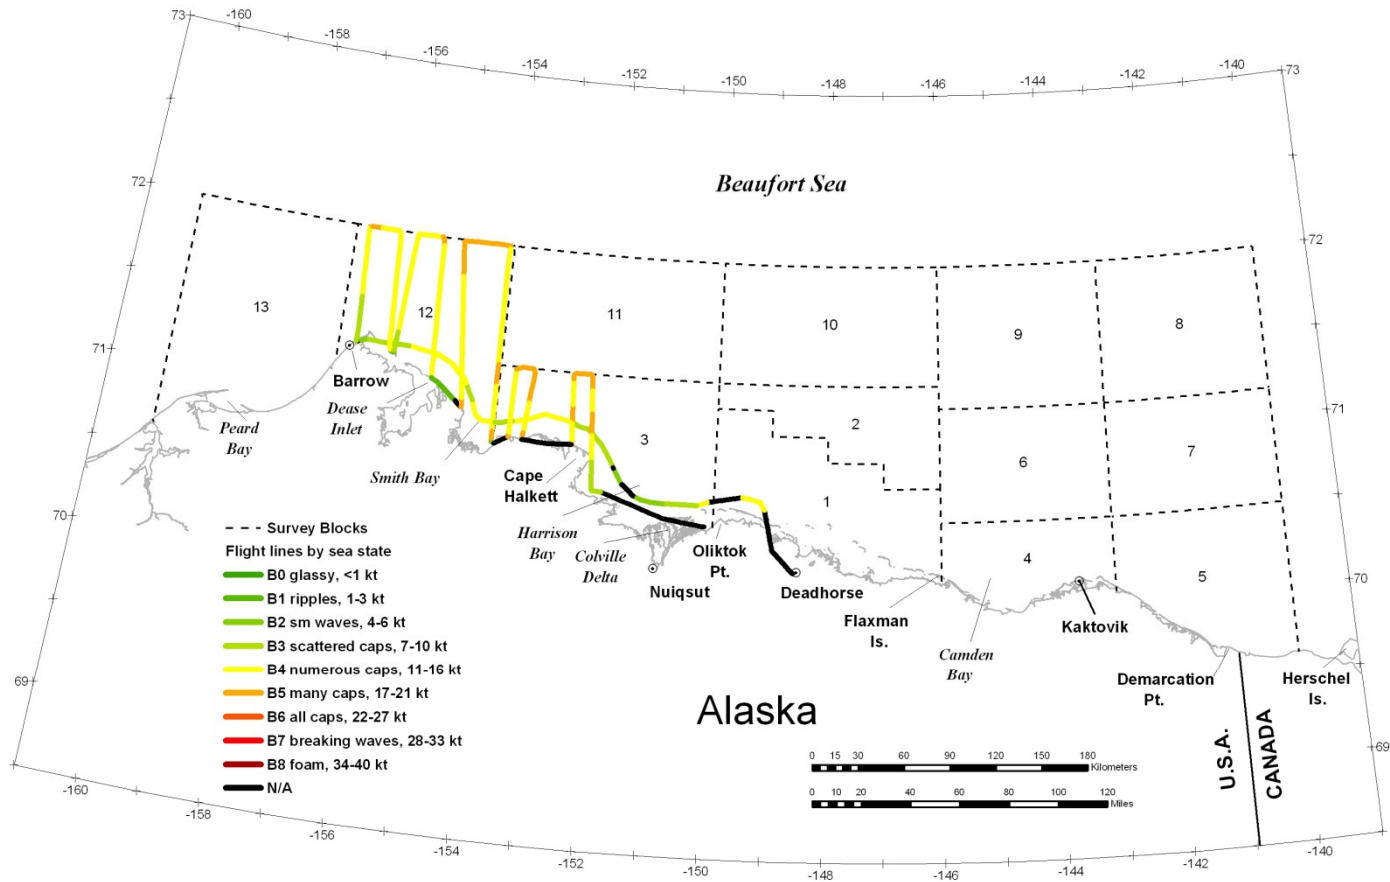 73
-160
-158
-156
-154
-152
-150
-148
-146
-144
-142
-140
73
72
Beaufort Sea
72
13
12
11
10
9
8
71
Barrow
Dease
Inlet
Peard
Bay
Smith Bay
Cape
Halkett
3
2
71
6
7
1
70
Harrison
Bay
Colville
Delta
Oliktok
Pt.
Nuiqsut
Deadhorse
Flaxman
Is.
4
5
70
Kaktovik
Camden
Bay
Demarcation
Pt.
Herschel
Is.
Survey Blocks
Flight lines by sea state
B0 glassy, <1 kt
B1 ripples, 1-3 kt
B2 sm waves, 4-6 kt
B3 scattered caps, 7-10 kt
B4 numerous caps, 11-16 kt
B5 many caps, 17-21 kt
B6 all caps, 22-27 kt
B7 breaking waves, 28-33 kt
B8 foam, 34-40 kt
N/A
69
Alaska
U.S.A.
CANADA
69
0 15 30 60 90 120 150 180
Kilometers
0 10 20 40 60 80 100 120
Miles
-160
-158
-156
-154
-152
-150
-148
-146
-144
-142
-140